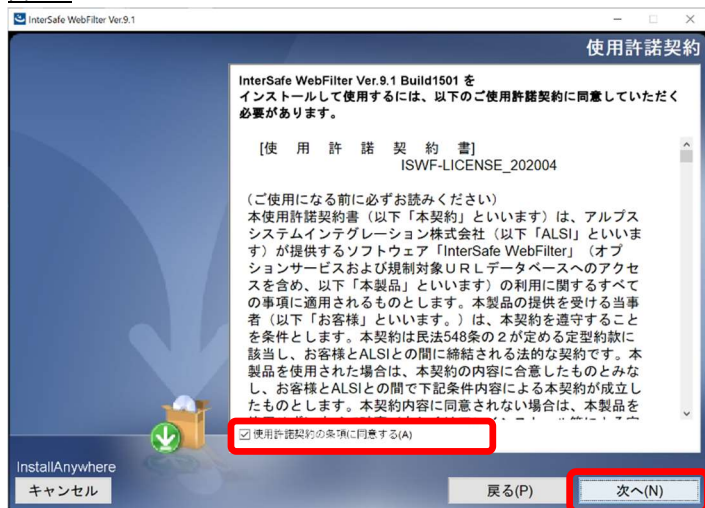 InterSafe WebFilter Ver.9.1
使用許諾契約
InterSafe WebFilter Ver.9.1 Build1501 を
インストールして使用するには、以下のご使用許諾契約に同意していただく
必要があります。
[使 用 許 諾 契 約 書]
ISWF-LICENSE_202004
(ご使用になる前に必ずお読みください)
本使用許諾契約書（以下「本契約」といいます）は、アルプス
システムインテグレーション株式会社（以下「ALSI」といいま
す）が提供するソフトウェア「InterSafe WebFilter」（オプ
ションサービスおよび規制対象ＵＲＬデータベースへのアクセ
スを含め、以下「本製品」といいます）の利用に関するすべて
の事項に適用されるものとします。本製品の提供を受ける当事
者（以下「お客様」といいます。）は、本契約を遵守すること
を条件とします。本契約は民法548条の２が定める定型約款に
該当し、お客様とALSIとの間に締結される法的な契約です。本
製品を使用された場合は、本契約の内容に合意したものとみな
し、お客様とALSIとの間で下記条件内容による本契約が成立し
たものとします。本契約内容に同意されない場合は、本製品を
使用許諾契約の条項に同意する(A)
InstallAnywhere
キャンセル
戻る(P)
次へ(N)